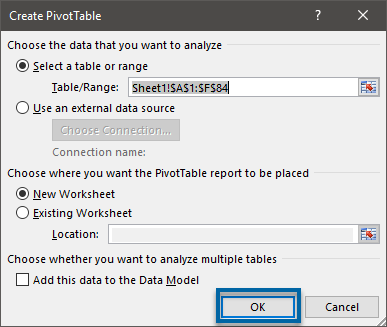 Create PivotTable
Choose the data that you want to analyze
Select a table or range
Table/Range: Sheet1!$A$1:$F$84
Use an external data source
Choose Connection...
Connection name:
Choose where you want the PivotTable report to be placed
New Worksheet
Existing Worksheet
Location:
Choose whether you want to analyze multiple tables
Add this data to the Data Model
OK Cancel